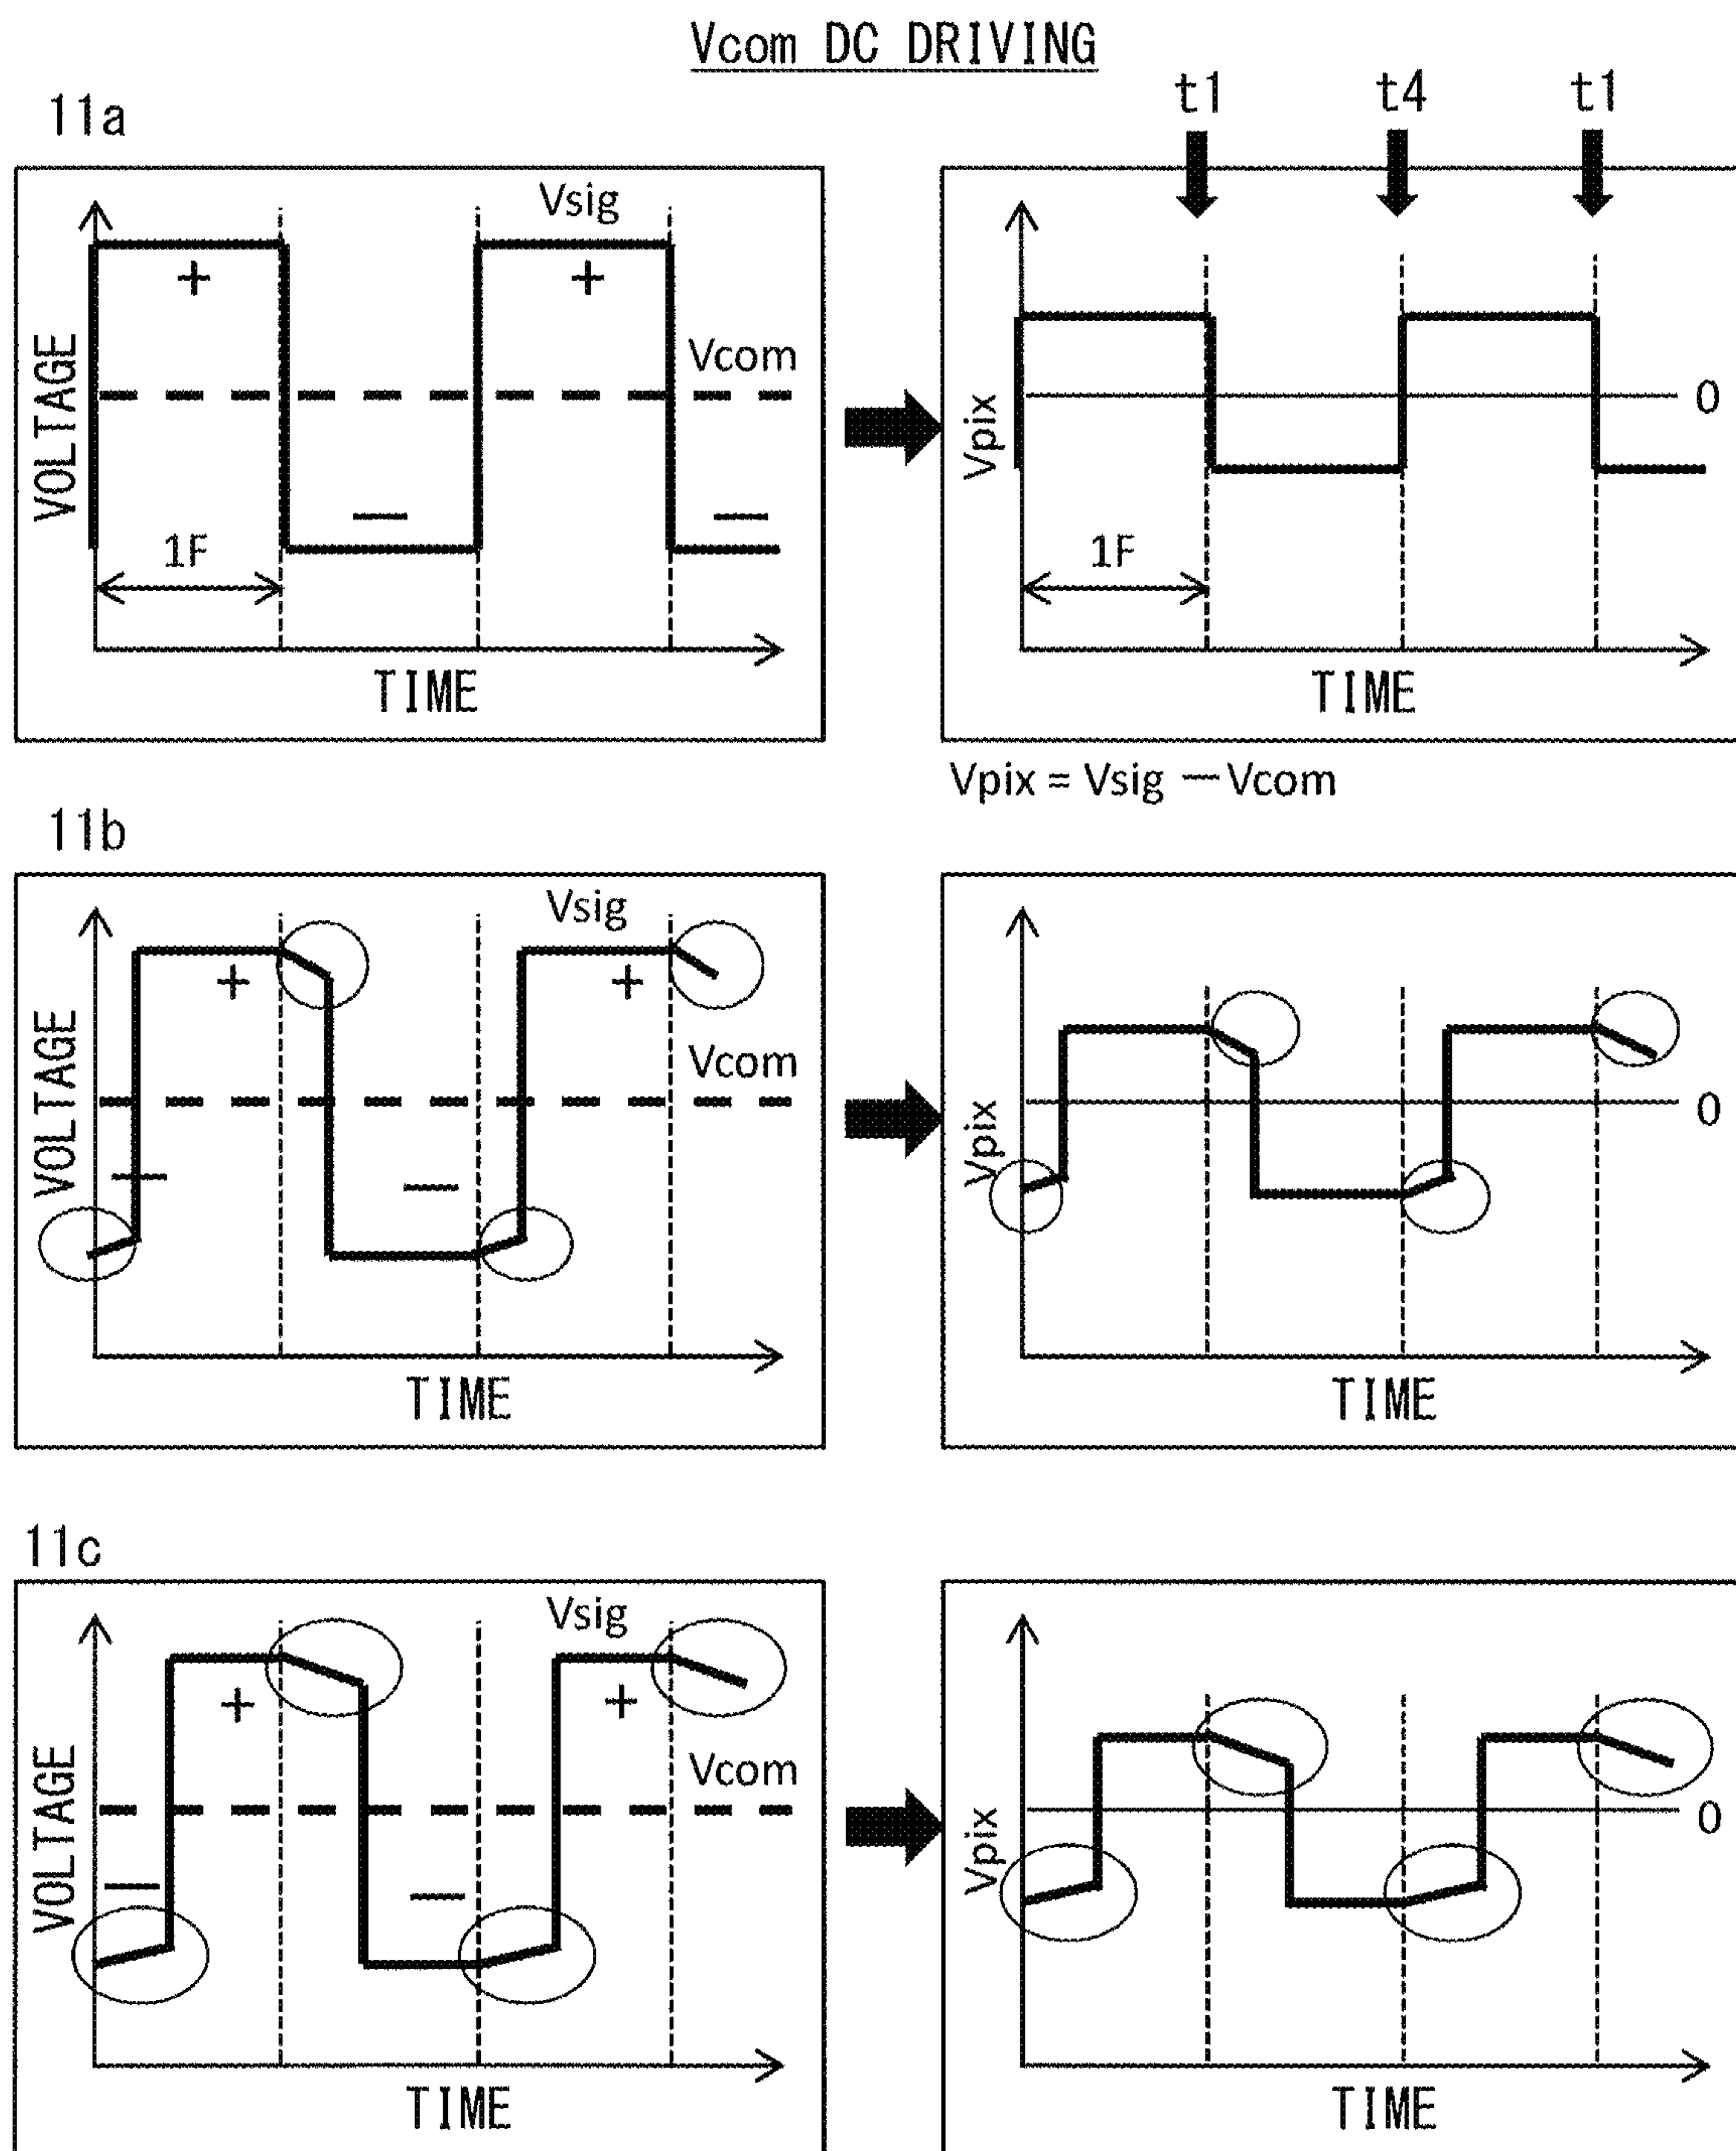 Vcom DC DRIVING
t1 t4 t1
11a
Vsig
+ +
VOLTAGE
Vcom
— —
1F
TIME
Vpix
0
1F
TIME
Vpix = Vsig — Vcom
11b
Vsig
+ +
VOLTAGE
Vcom
— —
TIME
Vpix
0
TIME
11c
Vsig
+ +
VOLTAGE
Vcom
— —
TIME
Vpix
0
TIME